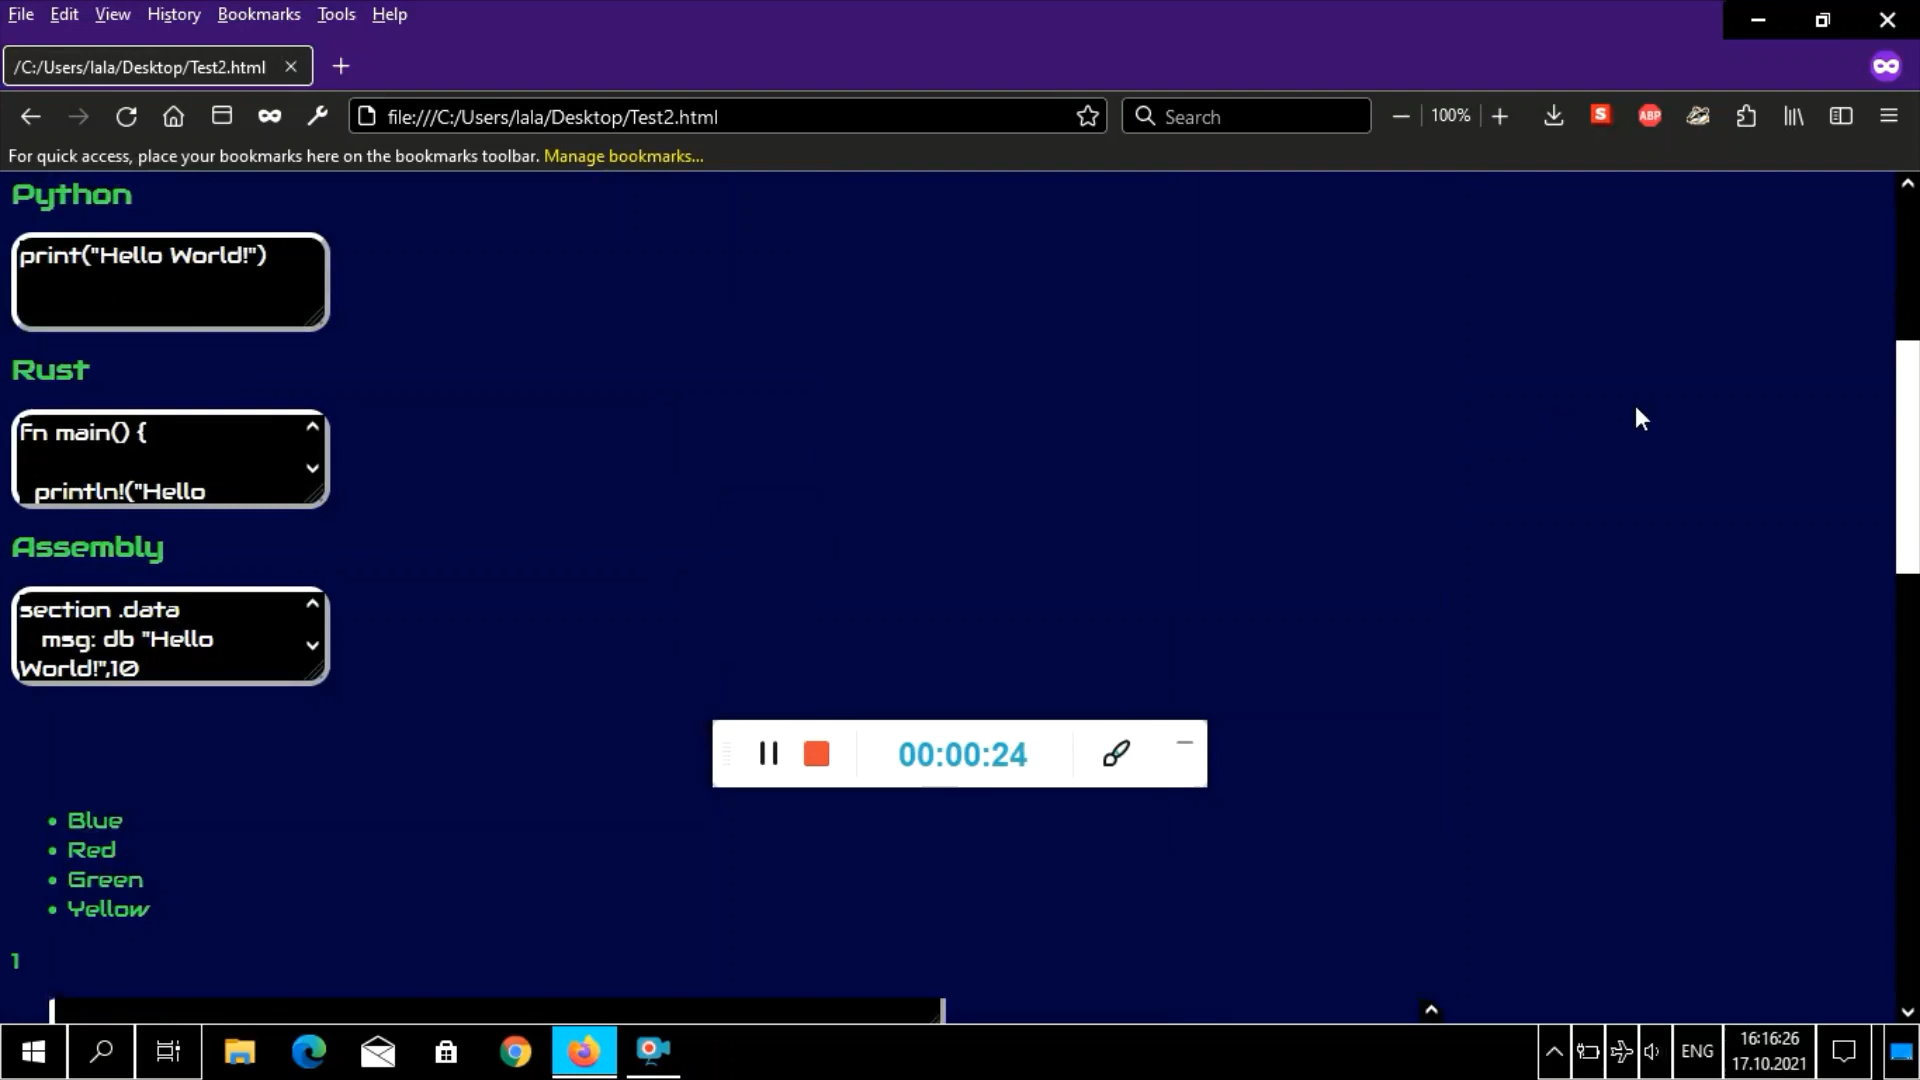 File Edit View History Bookmarks Tools Help
/C:/Users/lala/Desktop/Test2.html
file:///C:/Users/lala/Desktop/Test2.html
Search
100%
S
ABP
For quick access, place your bookmarks here on the bookmarks toolbar. Manage bookmarks...
Python
print("Hello World!")
Rust
Fn main() {
println!("Hello
Assembly
section .data
msg: db "Hello
World!",10
00:00:24
• Blue
• Red
• Green
• Yellow
1
ENG
16:16:26
17.10.2021